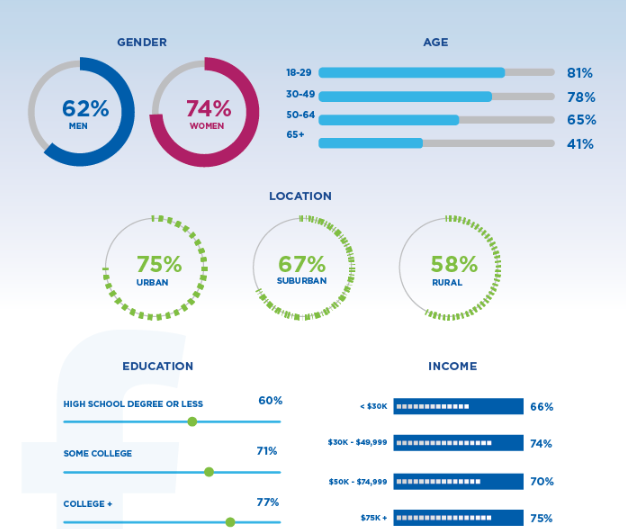 GENDER
62%
MEN
74%
WOMEN
AGE
18-29 81%
30-49 78%
50-64 65%
65+ 41%
LOCATION
75%
URBAN
67%
SUBURBAN
58%
RURAL
EDUCATION
HIGH SCHOOL DEGREE OR LESS 60%
SOME COLLEGE 71%
COLLEGE + 77%
INCOME
< $30K 66%
$30K - $49,999 74%
$50K - $74,999 70%
$75K + 75%